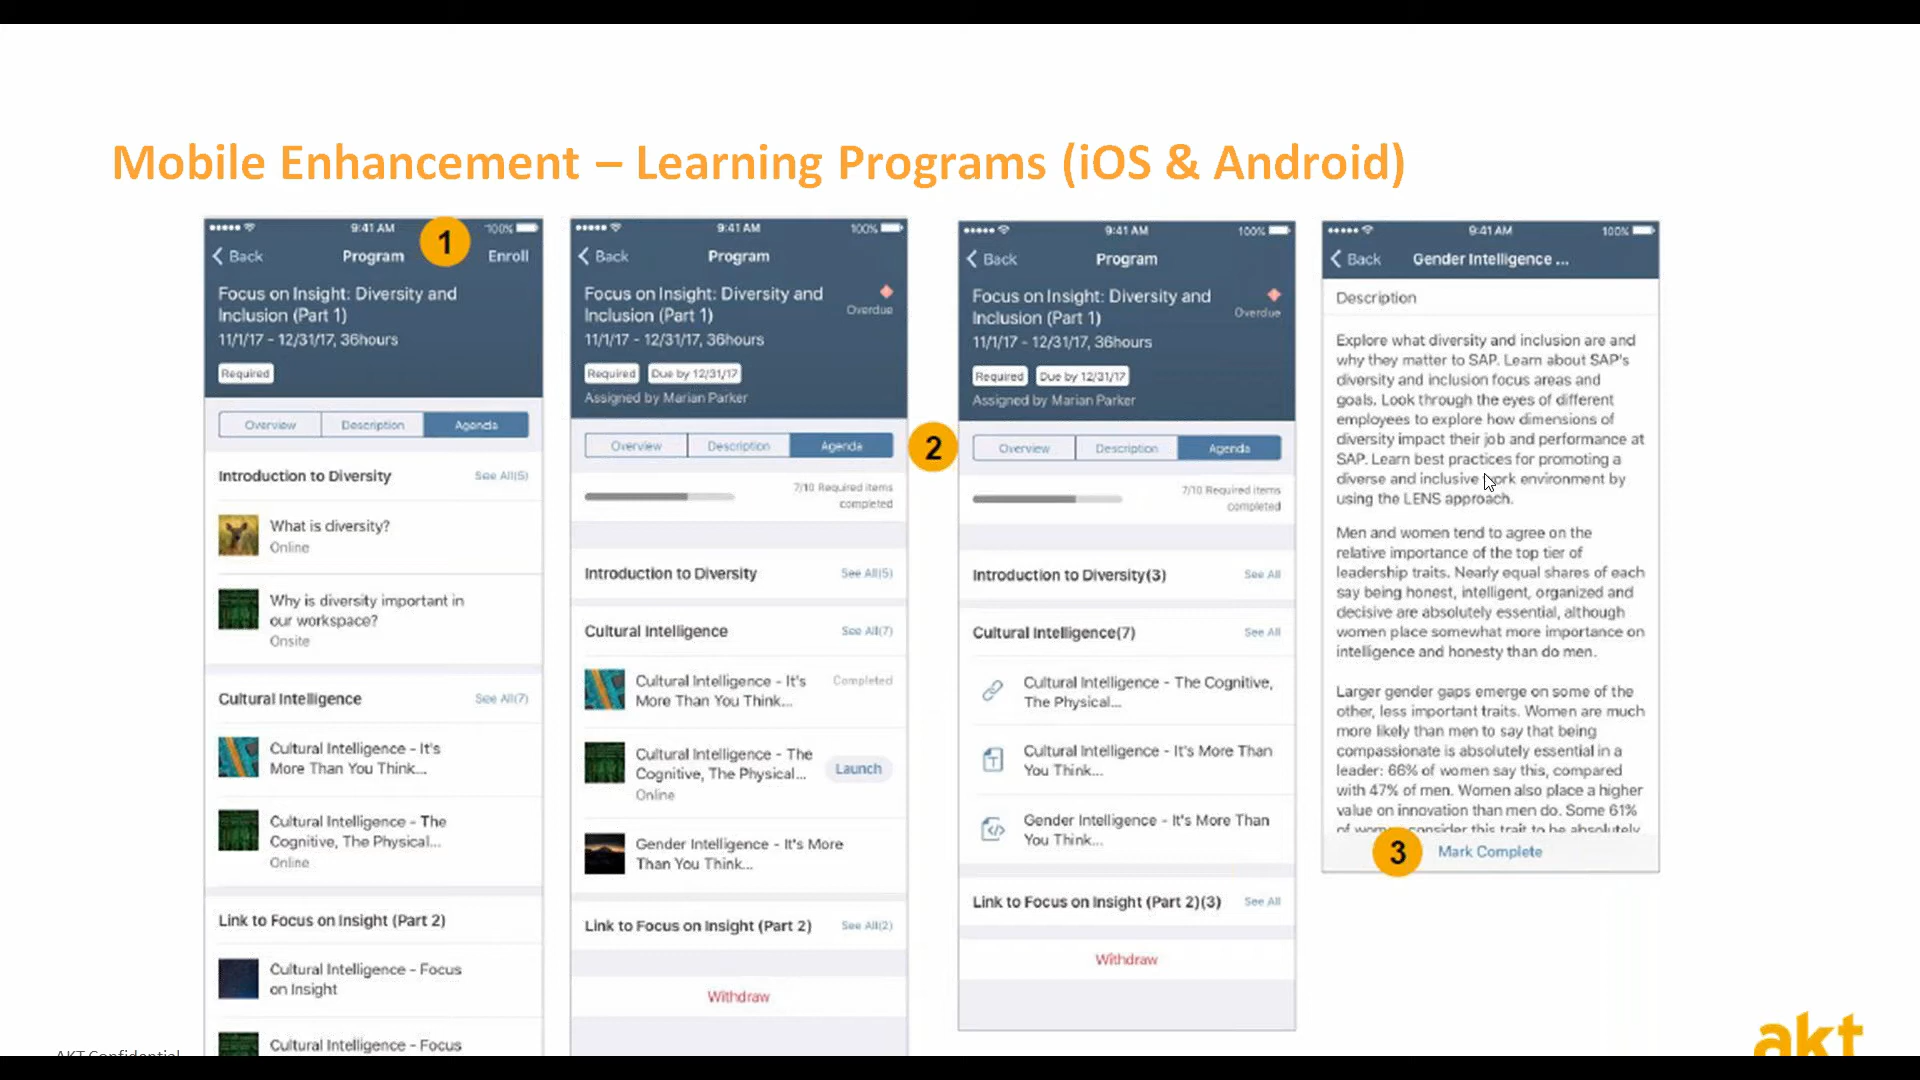 Mobile Enhancement – Learning Programs (iOS & Android)
9:41 AM
100%
Back
Program
Enroll
1
Focus on Insight: Diversity and
Inclusion (Part 1)
11/1/17 - 12/31/17, 36hours
Required
Overview
Description
Agenda
Introduction to Diversity
See All(5)
What is diversity?
Online
Why is diversity important in
our workspace?
Onsite
Cultural Intelligence
See All(7)
Cultural Intelligence - It's
More Than You Think...
Cultural Intelligence - The
Cognitive, The Physical...
Online
Link to Focus on Insight (Part 2)
Cultural Intelligence - Focus
on Insight
Cultural Intelligence - Focus
9:41 AM
100%
Back
Program
Focus on Insight: Diversity and
Inclusion (Part 1)
Overdue
11/1/17 - 12/31/17, 36hours
Required
Due by 12/31/17
Assigned by Marian Parker
Overview
Description
Agenda
7/10 Required items
completed
Introduction to Diversity
See All(5)
Cultural Intelligence
See All(7)
Cultural Intelligence - It's
More Than You Think...
Completed
Cultural Intelligence - The
Cognitive, The Physical...
Online
Launch
Gender Intelligence - It's More
Than You Think...
Link to Focus on Insight (Part 2)
See All(2)
Withdraw
2
9:41 AM
100%
Back
Program
Focus on Insight: Diversity and
Inclusion (Part 1)
Overdue
11/1/17 - 12/31/17, 36hours
Required
Due by 12/31/17
Assigned by Marian Parker
Overview
Description
Agenda
7/10 Required items
completed
Introduction to Diversity(3)
See All
Cultural Intelligence(7)
See All
Cultural Intelligence - The Cognitive,
The Physical...
Cultural Intelligence - It's More Than
You Think...
Gender Intelligence - It's More Than
You Think...
Link to Focus on Insight (Part 2)(3)
See All
Withdraw
9:41 AM
100%
Back
Gender Intelligence ...
Description
Explore what diversity and inclusion are and
why they matter to SAP. Learn about SAP's
diversity and inclusion focus areas and
goals. Look through the eyes of different
employees to explore how dimensions of
diversity impact their job and performance at
SAP. Learn best practices for promoting a
diverse and inclusive work environment by
using the LENS approach.
Men and women tend to agree on the
relative importance of the top tier of
leadership traits. Nearly equal shares of each
say being honest, intelligent, organized and
decisive are absolutely essential, although
women place somewhat more importance on
intelligence and honesty than do men.
Larger gender gaps emerge on some of the
other, less important traits. Women are much
more likely than men to say that being
compassionate is absolutely essential in a
leader: 66% of women say this, compared
with 47% of men. Women also place a higher
value on innovation than men do. Some 61%
of women consider this trait to be absolutely
3
Mark Complete
AKT Confidential
akt